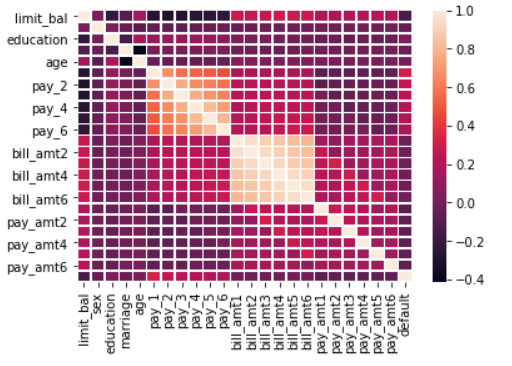 limit_bal
education
age
pay_2
pay_4
pay_6
bill_amt2
bill_amt4
bill_amt6
pay_amt2
pay_amt4
pay_amt6
limit_bal
sex
education
marriage
age
pay_1
pay_2
pay_3
pay_4
pay_5
pay_6
bill_amt1
bill_amt2
bill_amt3
bill_amt4
bill_amt5
bill_amt6
pay_amt1
pay_amt2
pay_amt3
pay_amt4
pay_amt5
pay_amt6
default
1.0
0.8
0.6
0.4
0.2
0.0
−0.2
−0.4